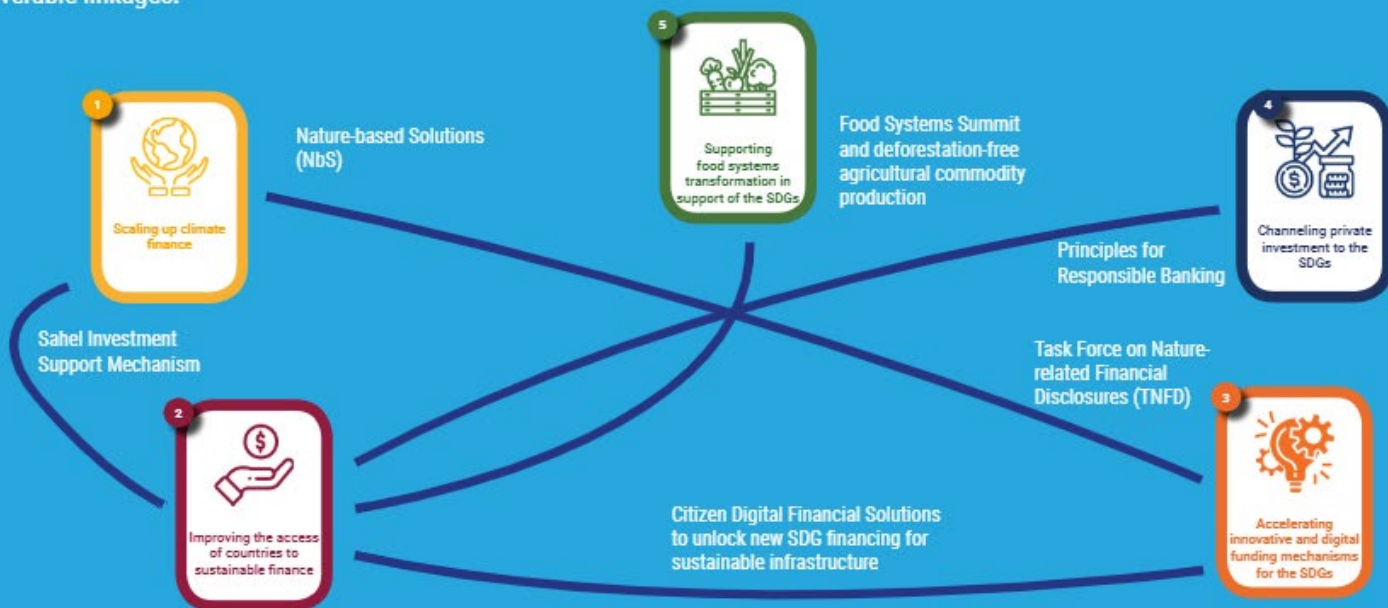 linkages.
5
Supporting
food systems
transformation in
support of the SDGs
1
Scaling up climate
finance
Nature-based Solutions
(NbS)
Food Systems Summit
and deforestation-free
agricultural commodity
production
4
Channeling private
investment to the
SDGs
Principles for
Responsible Banking
Sahel Investment
Support Mechanism
Task Force on Nature-
related Financial
Disclosures (TNFD)
2
Improving the access
of countries to
sustainable finance
3
Accelerating
innovative and digital
funding mechanisms
for the SDGs
Citizen Digital Financial Solutions
to unlock new SDG financing for
sustainable infrastructure